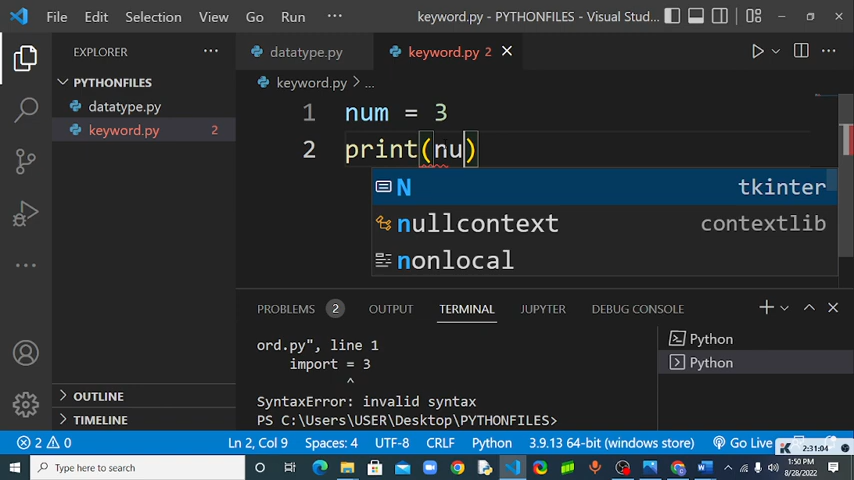 File Edit Selection View Go Run ··· keyword.py - PYTHONFILES - Visual Stud...
EXPLORER ···
PYTHONFILES
datatype.py
keyword.py 2
OUTLINE
TIMELINE
datatype.py keyword.py 2
keyword.py > ...
1 num = 3
2 print(nu)
N tkinter
nullcontext contextlib
nonlocal
PROBLEMS 2 OUTPUT TERMINAL JUPYTER DEBUG CONSOLE
ord.py", line 1
import = 3
^
SyntaxError: invalid syntax
PS C:\Users\USER\Desktop\PYTHONFILES>
Python
Python
2 0 Ln 2, Col 9 Spaces: 4 UTF-8 CRLF Python 3.9.13 64-bit (windows store) Go Live
2:31:04
Type here to search
1:50 PM
8/28/2022